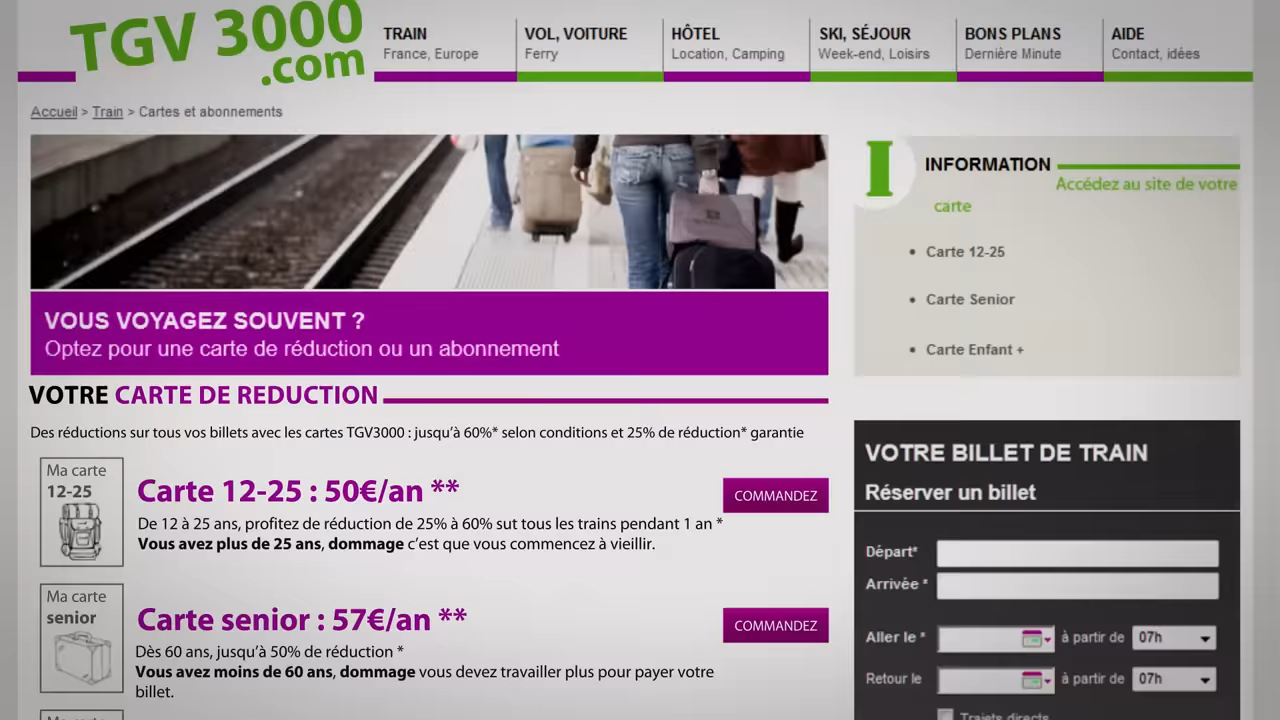 TGV 3000
.com
TRAIN
France, Europe
VOL, VOITURE
Ferry
HÔTEL
Location, Camping
SKI, SÉJOUR
Week-end, Loisirs
BONS PLANS
Dernière Minute
AIDE
Contact, idées
Accueil > Train > Cartes et abonnements
VOUS VOYAGEZ SOUVENT ?
Optez pour une carte de réduction ou un abonnement
VOTRE CARTE DE REDUCTION
Des réductions sur tous vos billets avec les cartes TGV3000 : jusqu'à 60%* selon conditions et 25% de réduction* garantie
Ma carte
12-25
Carte 12-25 : 50€/an **
COMMANDEZ
De 12 à 25 ans, profitez de réduction de 25% à 60% sut tous les trains pendant 1 an *
Vous avez plus de 25 ans, dommage c'est que vous commencez à vieillir.
Ma carte
senior
Carte senior : 57€/an **
COMMANDEZ
Dès 60 ans, jusqu'à 50% de réduction *
Vous avez moins de 60 ans, dommage vous devez travailler plus pour payer votre
billet.
Ma carte
I
INFORMATION
Accédez au site de votre
carte
• Carte 12-25
• Carte Senior
• Carte Enfant +
VOTRE BILLET DE TRAIN
Réserver un billet
Départ*
Arrivée *
Aller le * à partir de 07h
Retour le à partir de 07h
Trajets directs